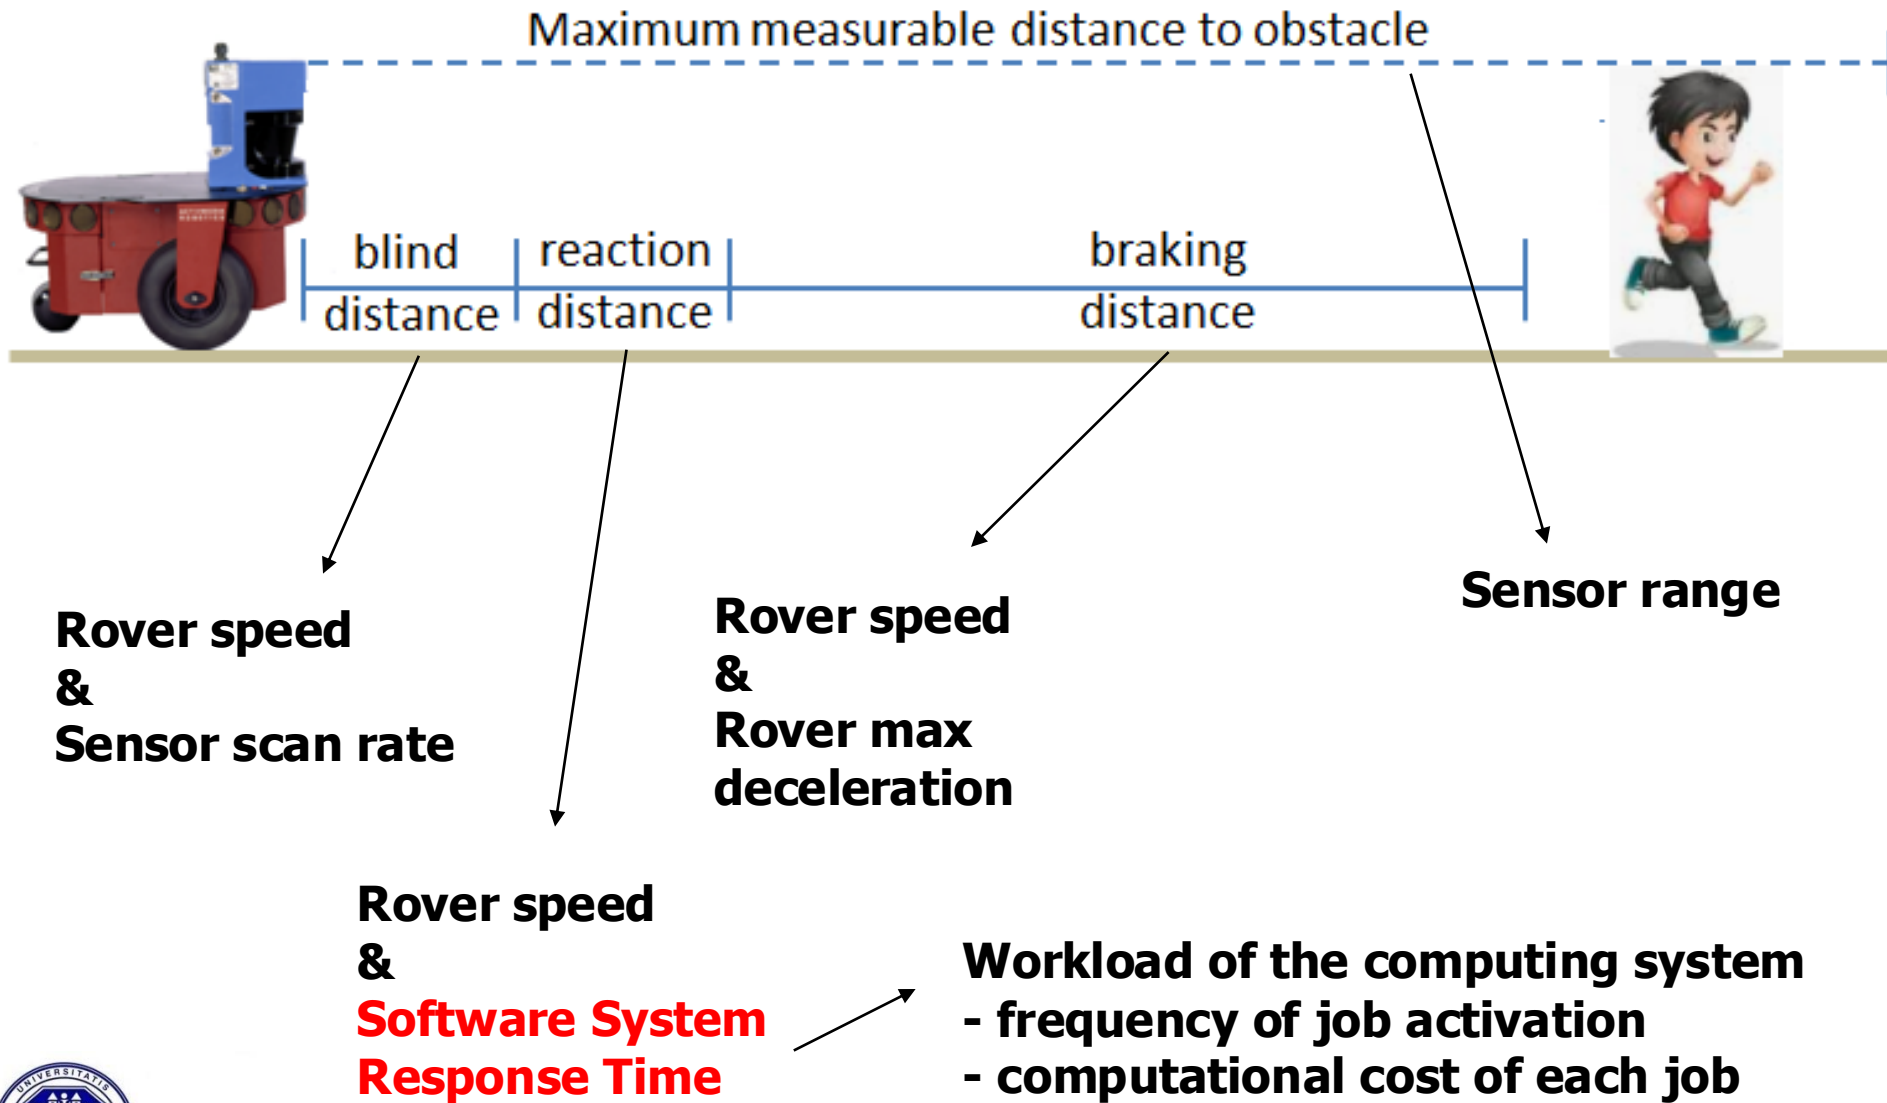 Maximum measurable distance to obstacle
blind
distance
reaction
distance
braking
distance
Sensor range
Rover speed
&
Sensor scan rate
Rover speed
&
Rover max
deceleration
Rover speed
&
Software System
Response Time
Workload of the computing system
- frequency of job activation
- computational cost of each job
UNIVERSITATIS